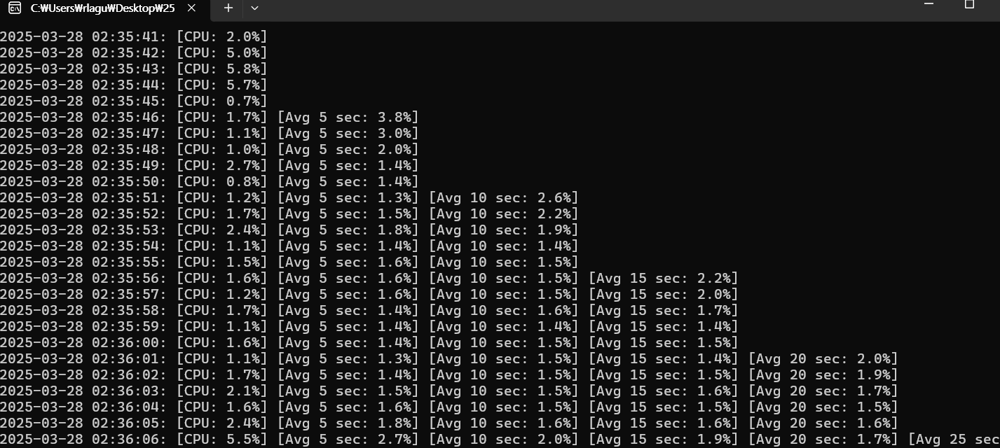 C:₩Users₩rlagu₩Desktop₩25
2025-03-28 02:35:41: [CPU: 2.0%]
2025-03-28 02:35:42: [CPU: 5.0%]
2025-03-28 02:35:43: [CPU: 5.8%]
2025-03-28 02:35:44: [CPU: 5.7%]
2025-03-28 02:35:45: [CPU: 0.7%]
2025-03-28 02:35:46: [CPU: 1.7%] [Avg 5 sec: 3.8%]
2025-03-28 02:35:47: [CPU: 1.1%] [Avg 5 sec: 3.0%]
2025-03-28 02:35:48: [CPU: 1.0%] [Avg 5 sec: 2.0%]
2025-03-28 02:35:49: [CPU: 2.7%] [Avg 5 sec: 1.4%]
2025-03-28 02:35:50: [CPU: 0.8%] [Avg 5 sec: 1.4%]
2025-03-28 02:35:51: [CPU: 1.2%] [Avg 5 sec: 1.3%] [Avg 10 sec: 2.6%]
2025-03-28 02:35:52: [CPU: 1.7%] [Avg 5 sec: 1.5%] [Avg 10 sec: 2.2%]
2025-03-28 02:35:53: [CPU: 2.4%] [Avg 5 sec: 1.8%] [Avg 10 sec: 1.9%]
2025-03-28 02:35:54: [CPU: 1.1%] [Avg 5 sec: 1.4%] [Avg 10 sec: 1.4%]
2025-03-28 02:35:55: [CPU: 1.5%] [Avg 5 sec: 1.6%] [Avg 10 sec: 1.5%]
2025-03-28 02:35:56: [CPU: 1.6%] [Avg 5 sec: 1.6%] [Avg 10 sec: 1.5%] [Avg 15 sec: 2.2%]
2025-03-28 02:35:57: [CPU: 1.2%] [Avg 5 sec: 1.6%] [Avg 10 sec: 1.5%] [Avg 15 sec: 2.0%]
2025-03-28 02:35:58: [CPU: 1.7%] [Avg 5 sec: 1.4%] [Avg 10 sec: 1.6%] [Avg 15 sec: 1.7%]
2025-03-28 02:35:59: [CPU: 1.1%] [Avg 5 sec: 1.4%] [Avg 10 sec: 1.4%] [Avg 15 sec: 1.4%]
2025-03-28 02:36:00: [CPU: 1.6%] [Avg 5 sec: 1.4%] [Avg 10 sec: 1.5%] [Avg 15 sec: 1.5%]
2025-03-28 02:36:01: [CPU: 1.1%] [Avg 5 sec: 1.3%] [Avg 10 sec: 1.5%] [Avg 15 sec: 1.4%] [Avg 20 sec: 2.0%]
2025-03-28 02:36:02: [CPU: 1.7%] [Avg 5 sec: 1.4%] [Avg 10 sec: 1.5%] [Avg 15 sec: 1.5%] [Avg 20 sec: 1.9%]
2025-03-28 02:36:03: [CPU: 2.1%] [Avg 5 sec: 1.5%] [Avg 10 sec: 1.5%] [Avg 15 sec: 1.6%] [Avg 20 sec: 1.7%]
2025-03-28 02:36:04: [CPU: 1.6%] [Avg 5 sec: 1.6%] [Avg 10 sec: 1.5%] [Avg 15 sec: 1.5%] [Avg 20 sec: 1.5%]
2025-03-28 02:36:05: [CPU: 2.4%] [Avg 5 sec: 1.8%] [Avg 10 sec: 1.6%] [Avg 15 sec: 1.6%] [Avg 20 sec: 1.6%]
2025-03-28 02:36:06: [CPU: 5.5%] [Avg 5 sec: 2.7%] [Avg 10 sec: 2.0%] [Avg 15 sec: 1.9%] [Avg 20 sec: 1.7%] [Avg 25 sec